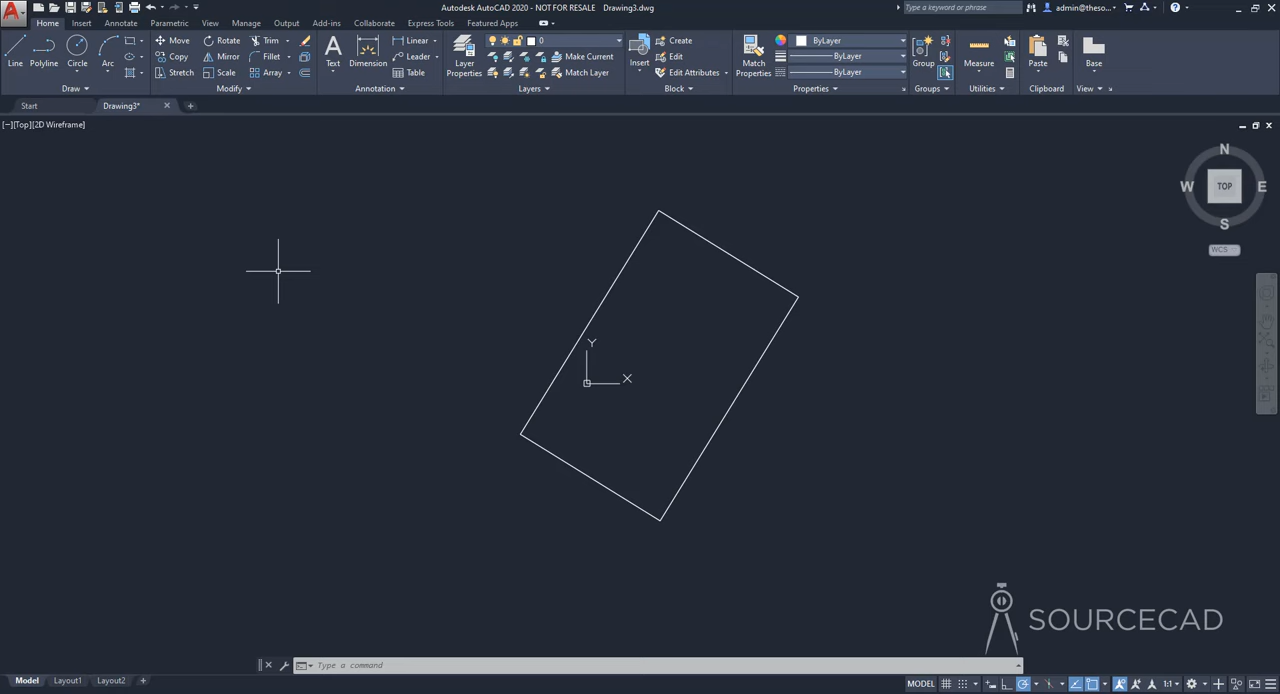 Autodesk AutoCAD 2020 - NOT FOR RESALE Drawing3.dwg
Type a keyword or phrase
admin@theso...
Home Insert Annotate Parametric View Manage Output Add-ins Collaborate Express Tools Featured Apps
Line Polyline Circle Arc
Move Rotate Trim
Copy Mirror Fillet
Stretch Scale Array
Text Dimension
Linear
Leader
Table
Layer Properties
0
Make Current
Match Layer
Insert
Create
Edit
Edit Attributes
Match Properties
ByLayer
ByLayer
ByLayer
Group
Measure
Paste
Base
Draw Modify Annotation Layers Block Properties Groups Utilities Clipboard View
Start Drawing3*
[−][Top][2D Wireframe]
N
W TOP E
S
WCS
Y
X
SOURCECAD
Type a command
Model Layout1 Layout2
MODEL 1:1